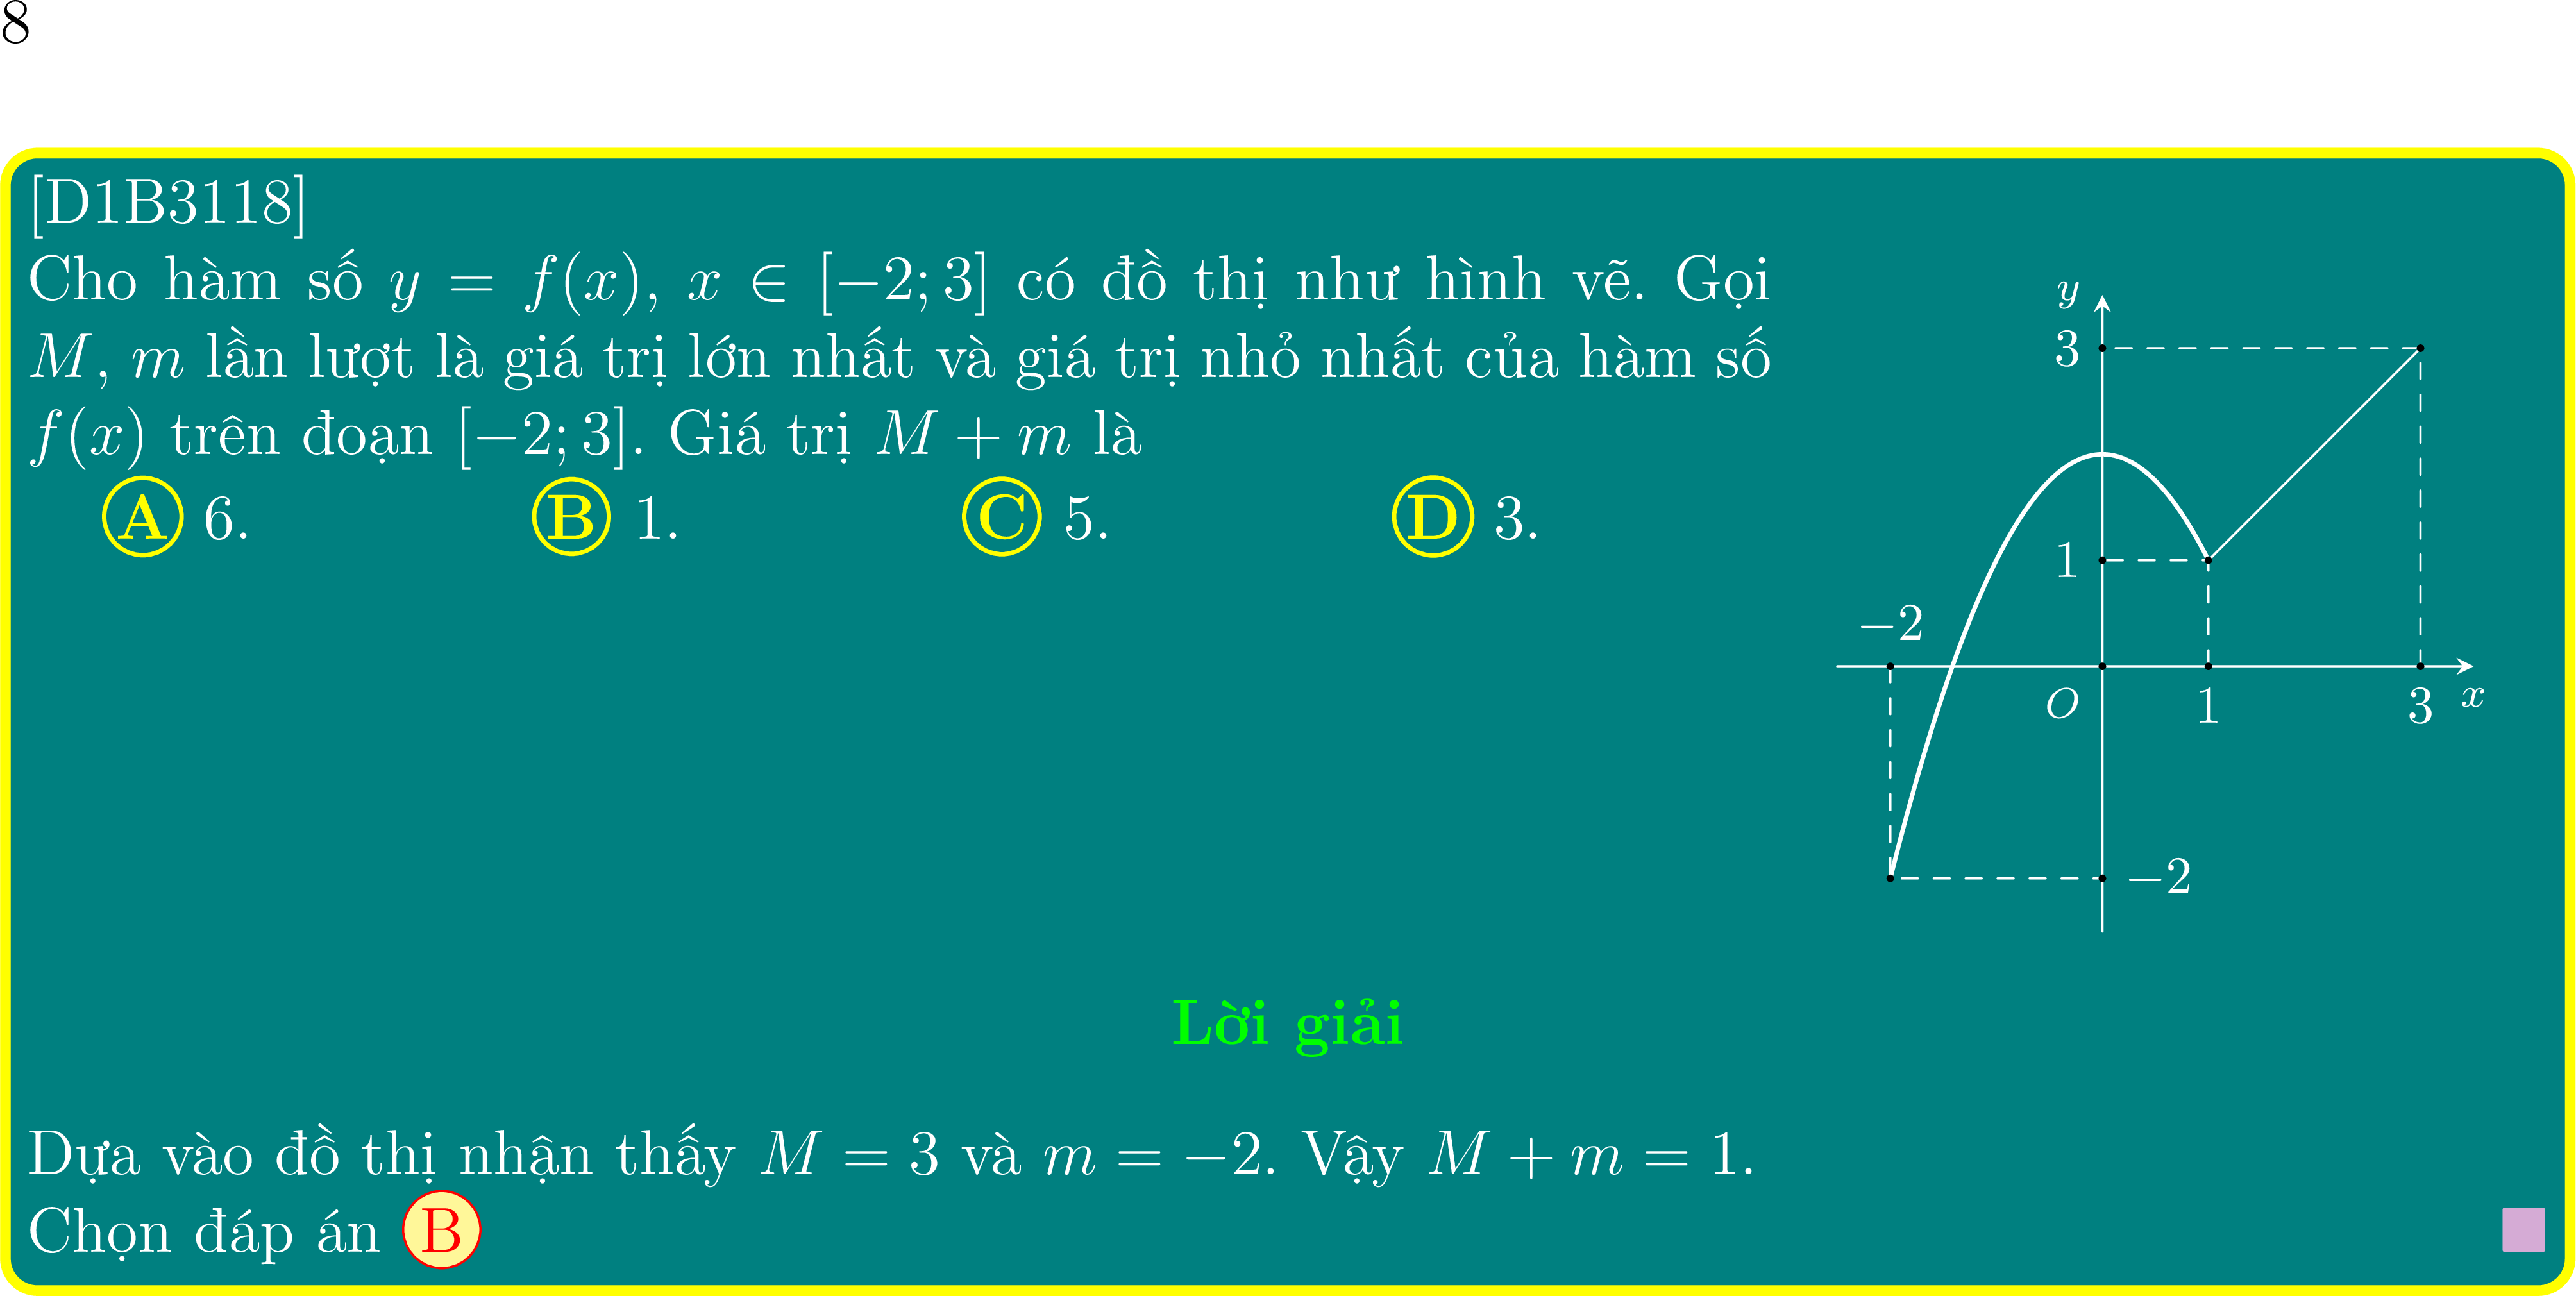 8
[D1B3118]
Cho hàm số y = f(x), x ∈ [−2; 3] có đồ thị như hình vẽ. Gọi
M, m lần lượt là giá trị lớn nhất và giá trị nhỏ nhất của hàm số
f(x) trên đoạn [−2; 3]. Giá trị M + m là
A 6. B 1. C 5. D 3.
y
3
1
−2
O 1 3 x
−2
Lời giải
Dựa vào đồ thị nhận thấy M = 3 và m = −2. Vậy M + m = 1.
Chọn đáp án B